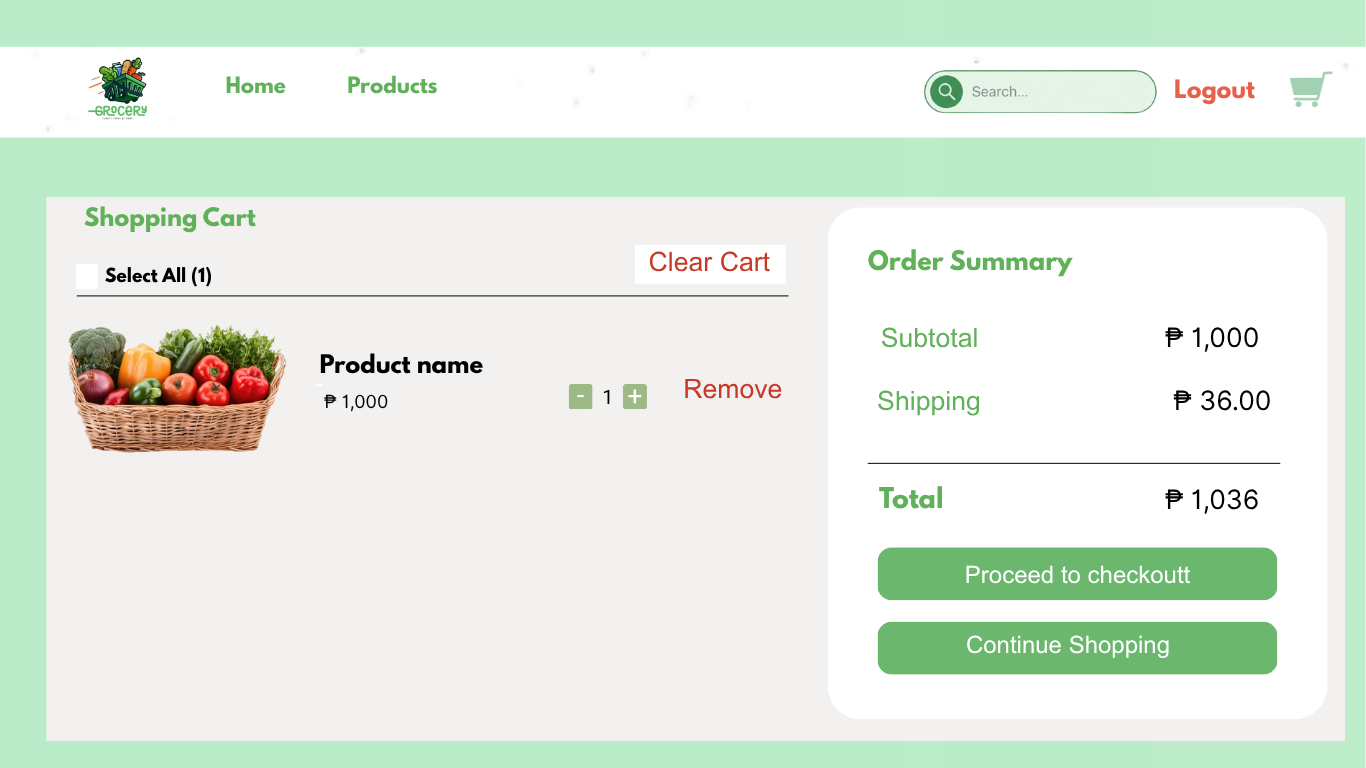 GROCERY
Home
Products
Search...
Logout
Shopping Cart
Select All (1)
Clear Cart
Product name
₱ 1,000
- 1 +
Remove
Order Summary
Subtotal ₱ 1,000
Shipping ₱ 36.00
Total ₱ 1,036
Proceed to checkoutt
Continue Shopping